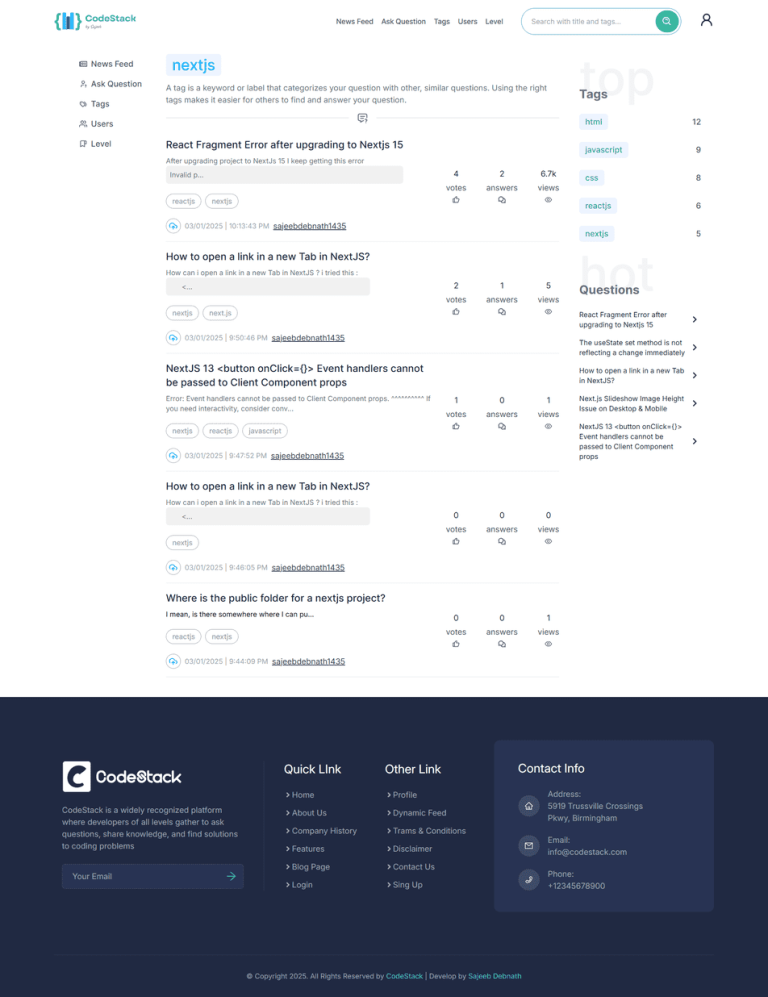 CodeStack
News Feed
Ask Question
Tags
Users
Level
Search with title and tags...
News Feed
Ask Question
Tags
Users
Level
nextjs
A tag is a keyword or label that categorizes your question with other, similar questions. Using the right
tags makes it easier for others to find and answer your question.
React Fragment Error after upgrading to Nextjs 15
After upgrading project to NextJs 15 I keep getting this error
Invalid p...
reactjs
nextjs
4
votes
2
answers
6.7k
views
03/01/2025 | 10:13:43 PM sajeebdebnath1435
How to open a link in a new Tab in NextJS?
How can i open a link in a new Tab in NextJS ? i tried this :
<...
nextjs
next.js
2
votes
1
answers
5
views
03/01/2025 | 9:50:46 PM sajeebdebnath1435
NextJS 13 <button onClick={}> Event handlers cannot
be passed to Client Component props
Error: Event handlers cannot be passed to Client Component props. ^^^^^^^^^^ If
you need interactivity, consider conv...
nextjs
reactjs
javascript
1
votes
0
answers
1
views
03/01/2025 | 9:47:52 PM sajeebdebnath1435
How to open a link in a new Tab in NextJS?
How can i open a link in a new Tab in NextJS ? i tried this :
<...
nextjs
0
votes
0
answers
0
views
03/01/2025 | 9:46:05 PM sajeebdebnath1435
Where is the public folder for a nextjs project?
I mean, is there somewhere where I can pu...
reactjs
nextjs
0
votes
0
answers
1
views
03/01/2025 | 9:44:09 PM sajeebdebnath1435
top
Tags
html 12
javascript 9
css 8
reactjs 6
nextjs 5
hot
Questions
React Fragment Error after
upgrading to Nextjs 15
The useState set method is not
reflecting a change immediately
How to open a link in a new Tab
in NextJS?
Next.js Slideshow Image Height
Issue on Desktop & Mobile
NextJS 13 <button onClick={}>
Event handlers cannot be
passed to Client Component
props
CodeStack
CodeStack is a widely recognized platform
where developers of all levels gather to ask
questions, share knowledge, and find solutions
to coding problems
Your Email
Quick LInk
Home
About Us
Company History
Features
Blog Page
Login
Other Link
Profile
Dynamic Feed
Trams & Conditions
Disclaimer
Contact Us
Sing Up
Contact Info
Address:
5919 Trussville Crossings
Pkwy, Birmingham
Email:
info@codestack.com
Phone:
+12345678900
© Copyright 2025. All Rights Reserved by CodeStack | Develop by Sajeeb Debnath